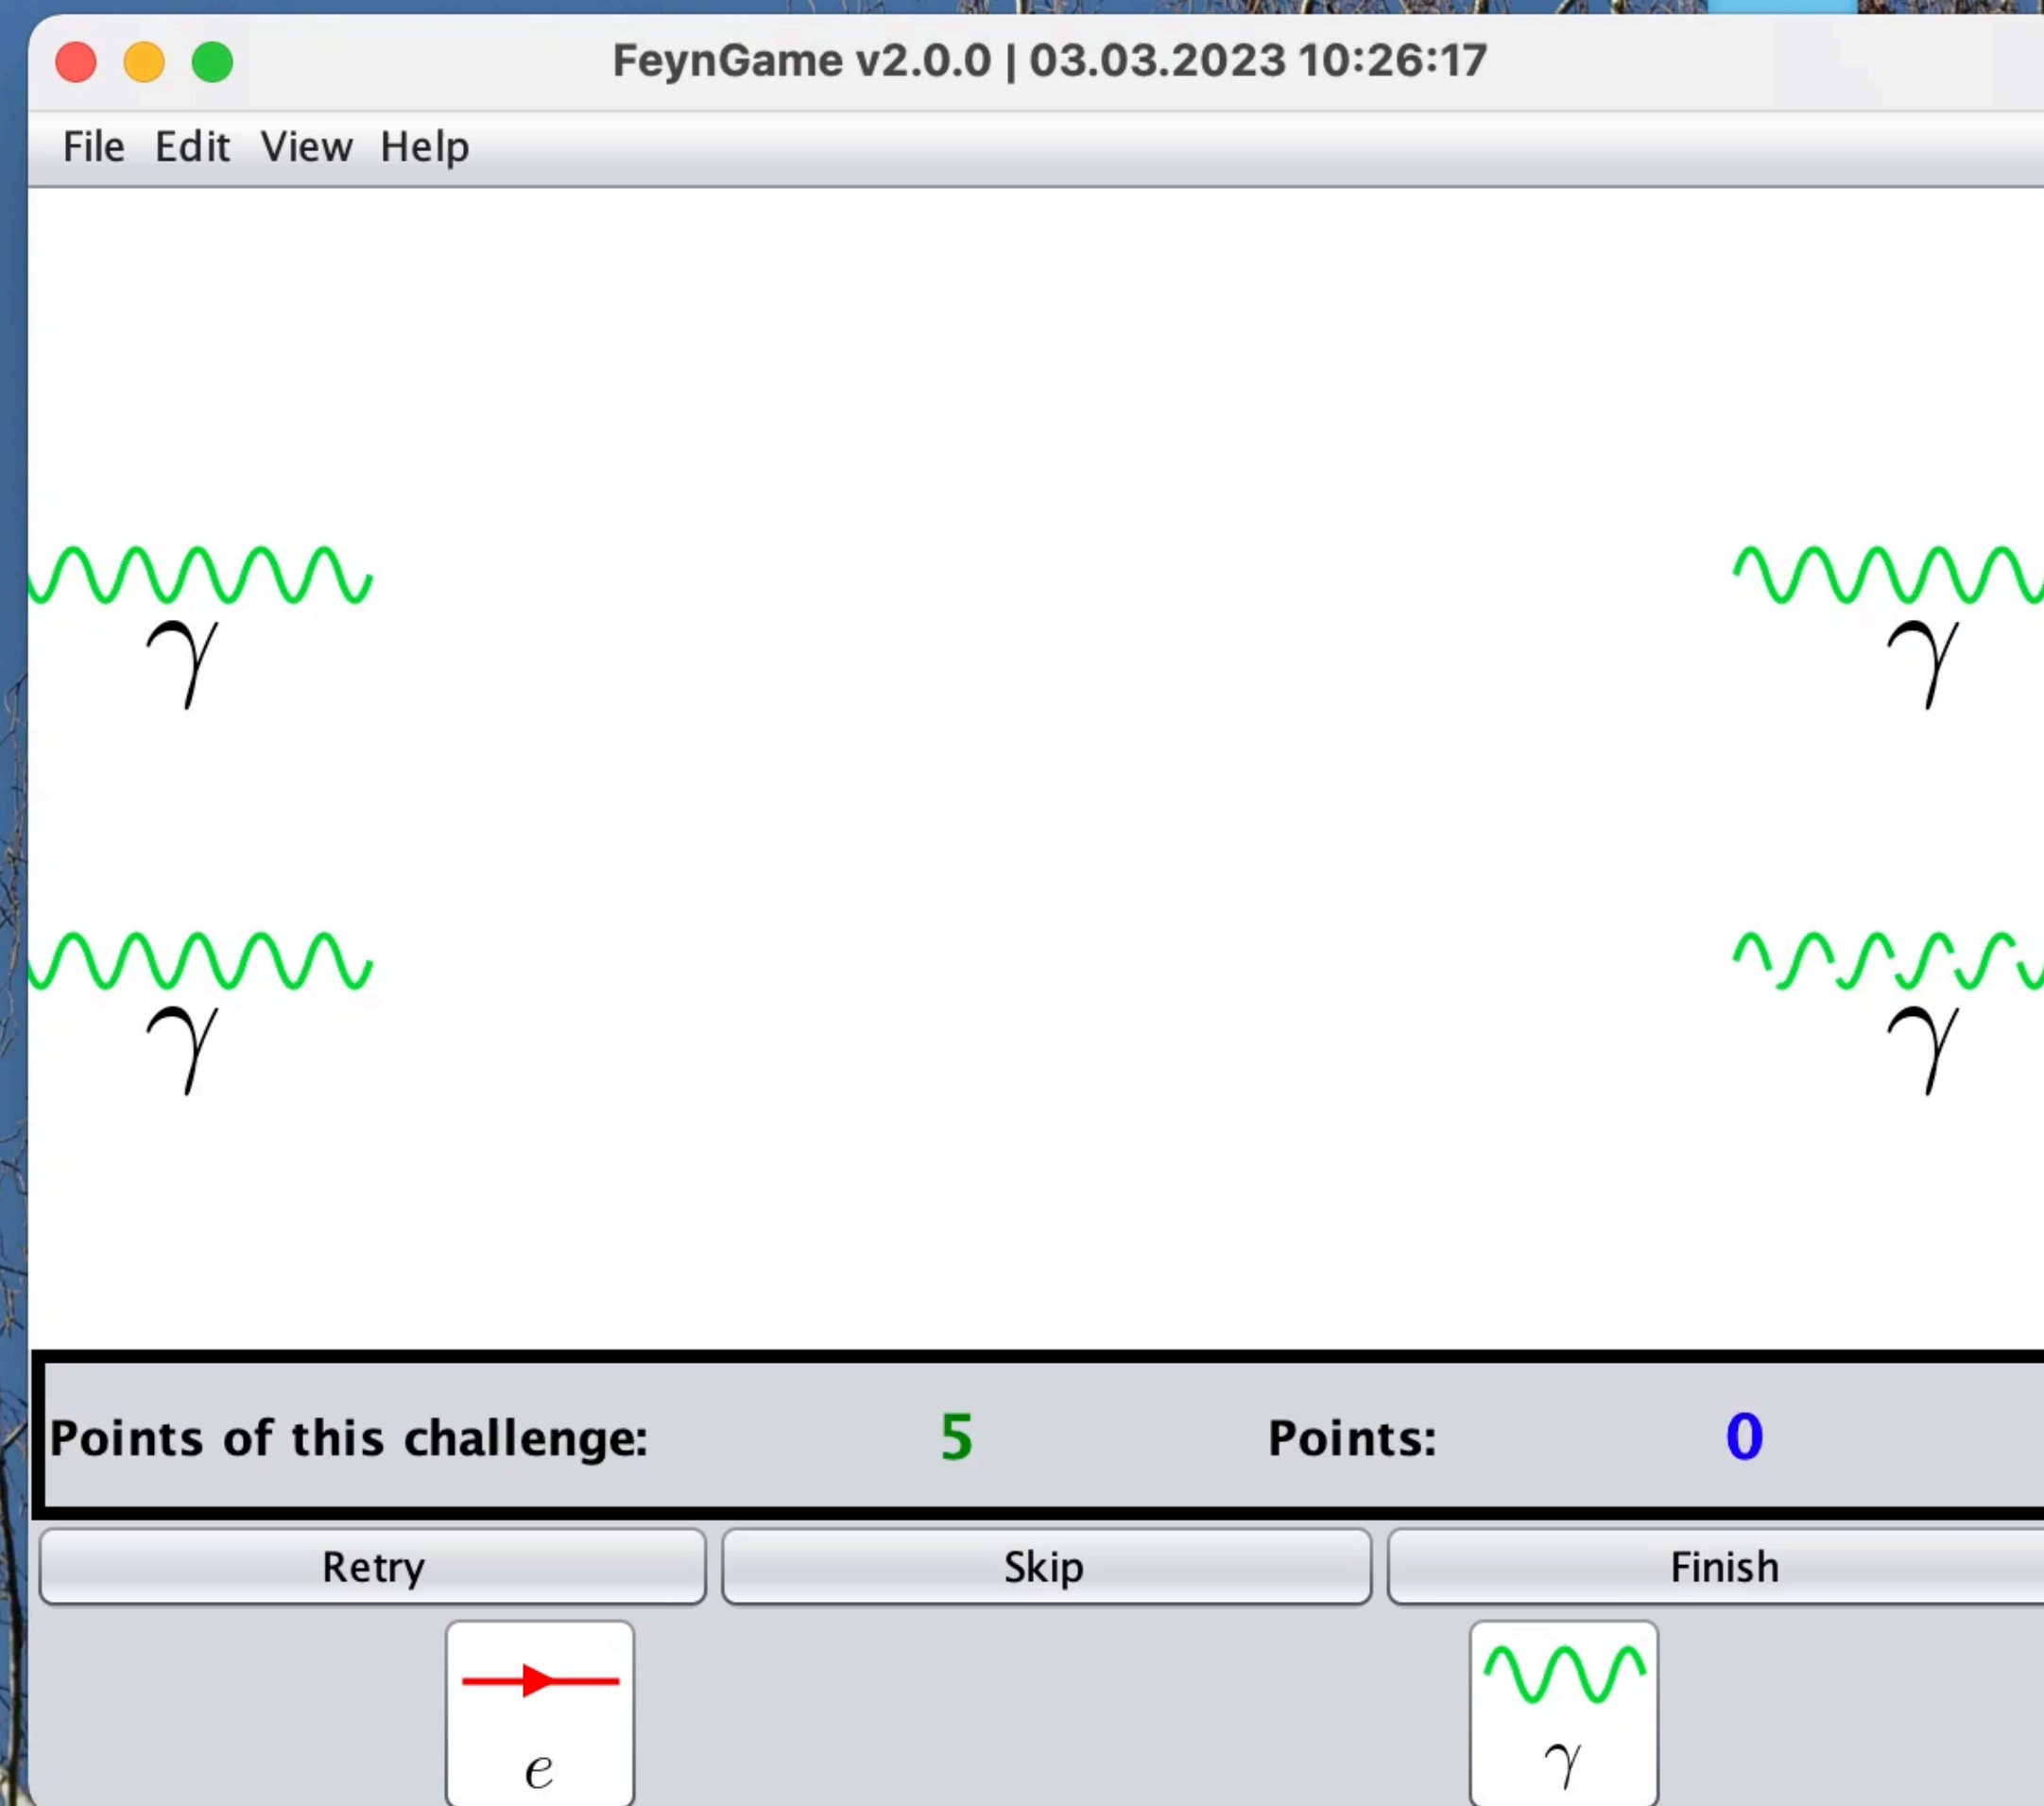 FeynGame v2.0.0 | 03.03.2023 10:26:17
File Edit View Help
γ γ
γ γ
Points of this challenge: 5 Points: 0
Retry Skip Finish
e γ